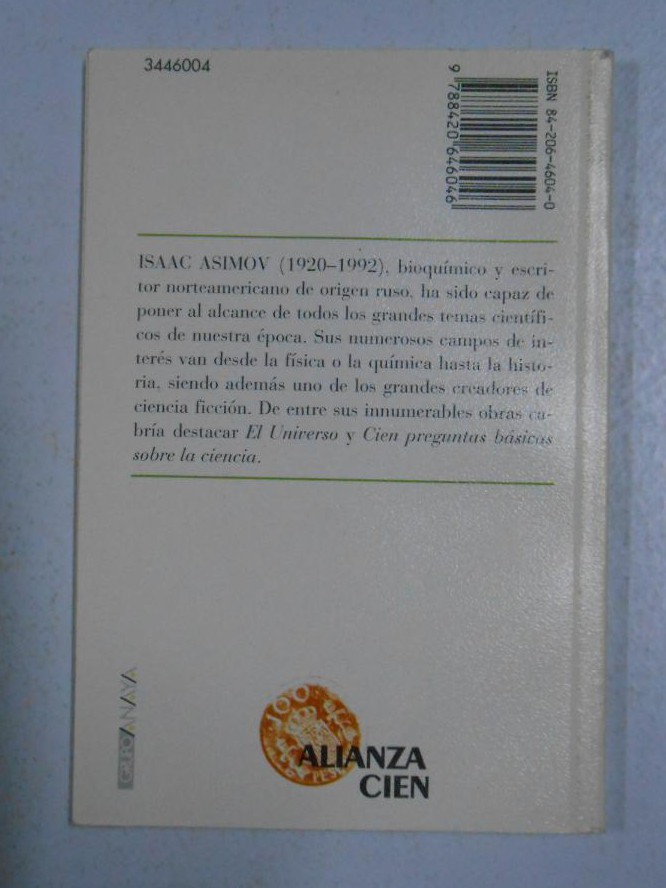 3446004
ISBN 84-206-4604-0
9 788420 646046
ISAAC ASIMOV (1920-1992), bioquímico y escri-
tor norteamericano de origen ruso, ha sido capaz de
poner al alcance de todos los grandes temas científi-
cos de nuestra época. Sus numerosos campos de in-
terés van desde la física o la química hasta la histo-
ria, siendo además uno de los grandes creadores de
ciencia ficción. De entre sus innumerables obras ca-
bría destacar El Universo y Cien preguntas básicas
sobre la ciencia.
GRUPO ANAYA
100
ALIANZA
CIEN